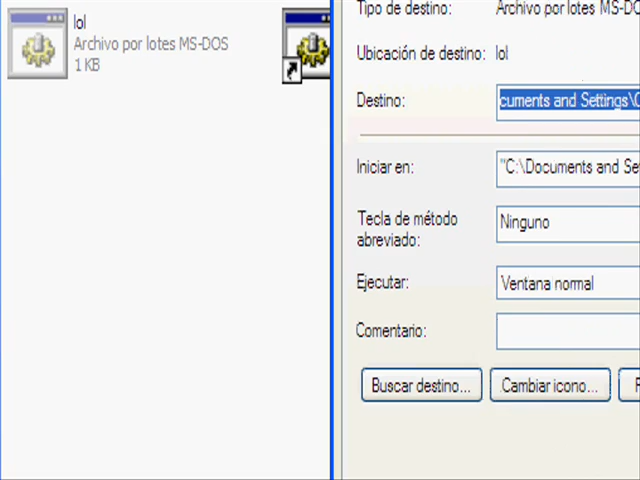 lol
Archivo por lotes MS-DOS
1 KB
Tipo de destino: Archivo por lotes MS-DO
Ubicación de destino: lol
Destino: cuments and Settings\
Iniciar en: "C:\Documents and Se
Tecla de método abreviado: Ninguno
Ejecutar: Ventana normal
Comentario:
Buscar destino... Cambiar icono...